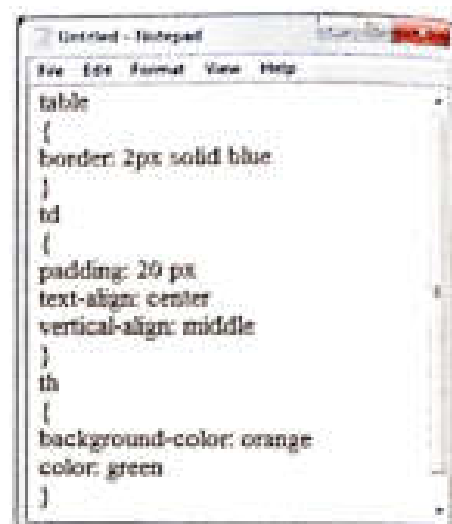 Untitled - Notepad
File Edit Format View Help
table
{
border: 2px solid blue
}
td
{
padding: 20 px
text-align: center
vertical-align: middle
}
th
{
background-color: orange
color: green
}